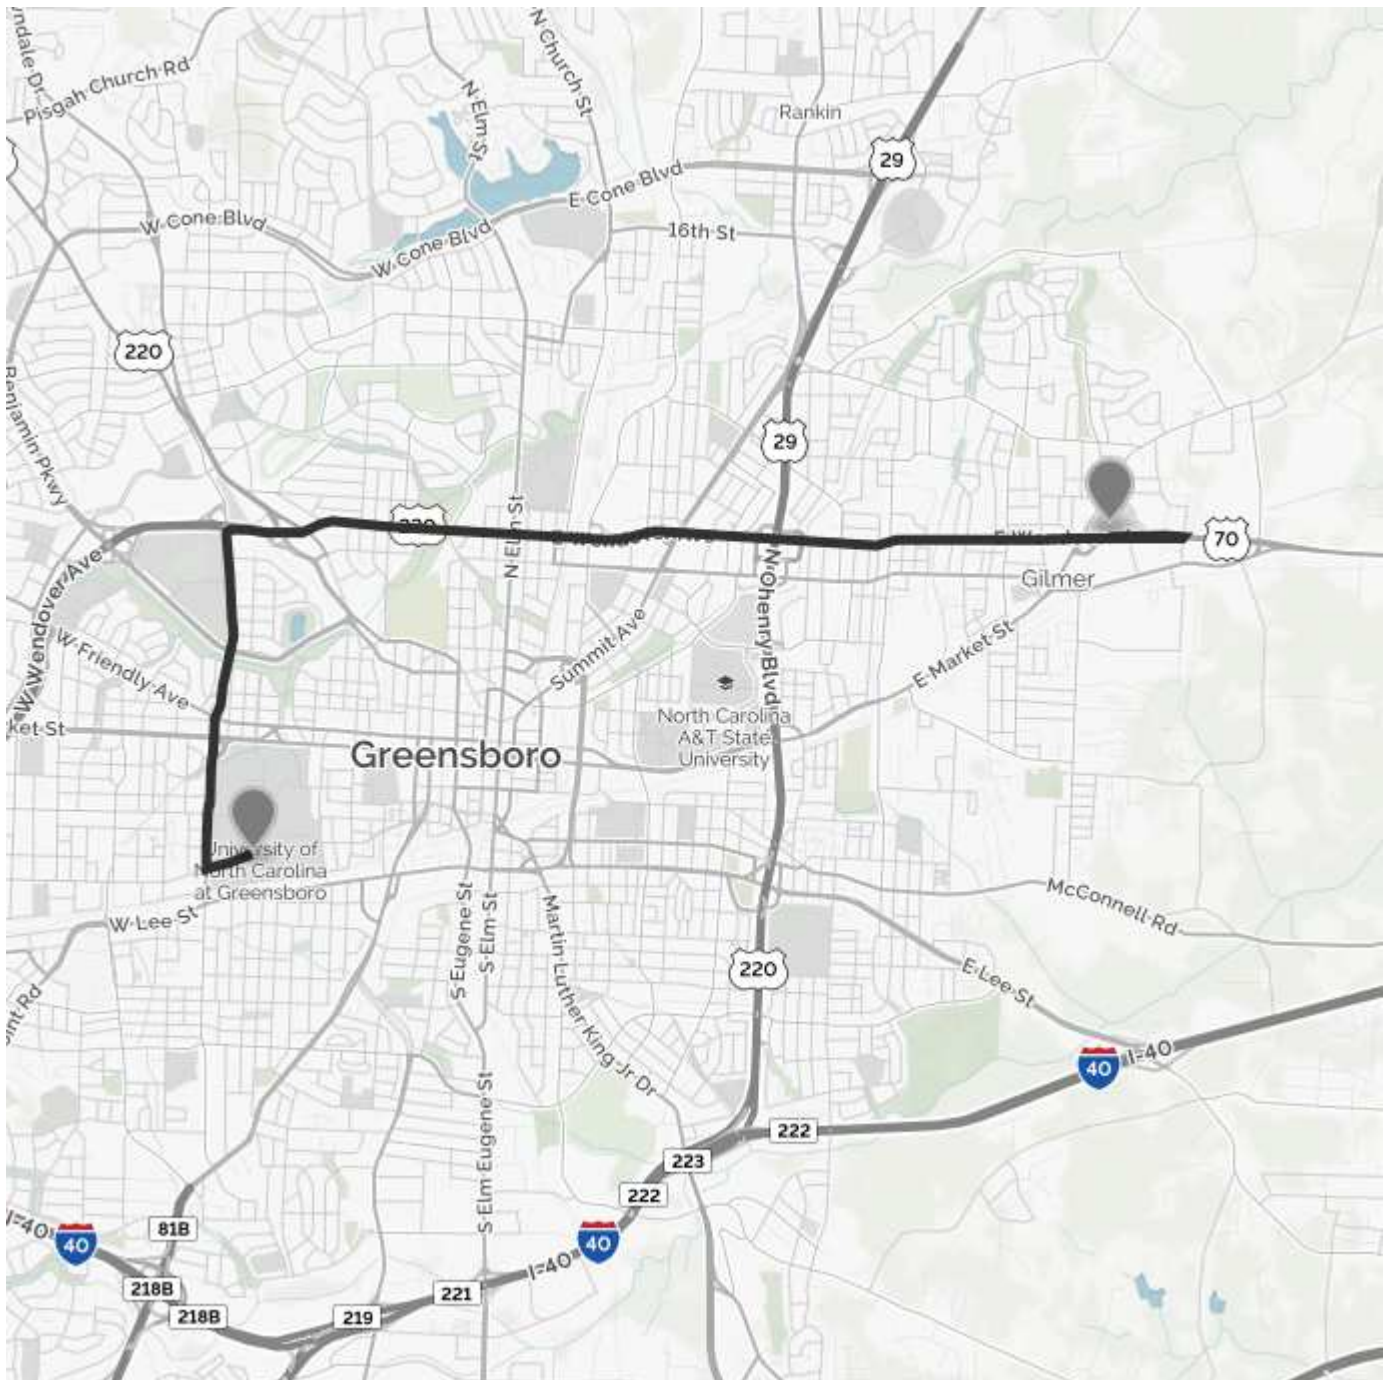 Pisgah Church Rd
N Elm St
N Church St
Rankin
29
E Cone Blvd
W Cone Blvd
16th St
W Cone Blvd
220
29
Benjamin Pkwy
N Elm St
70
Gilmer
N Ohenry Blvd
W Wendover Ave
W Friendly Ave
Summit Ave
E Market St
ket St
North Carolina
A&T State
University
Greensboro
University of
North Carolina
at Greensboro
W Lee St
McConnell Rd
S Eugene St
S Elm St
Martin Luther King Jr Dr
220
E Lee St
40
I-40
222
223
222
S Elm Eugene St
I-40
40
81B
40
I-40
218B
221
218B
219